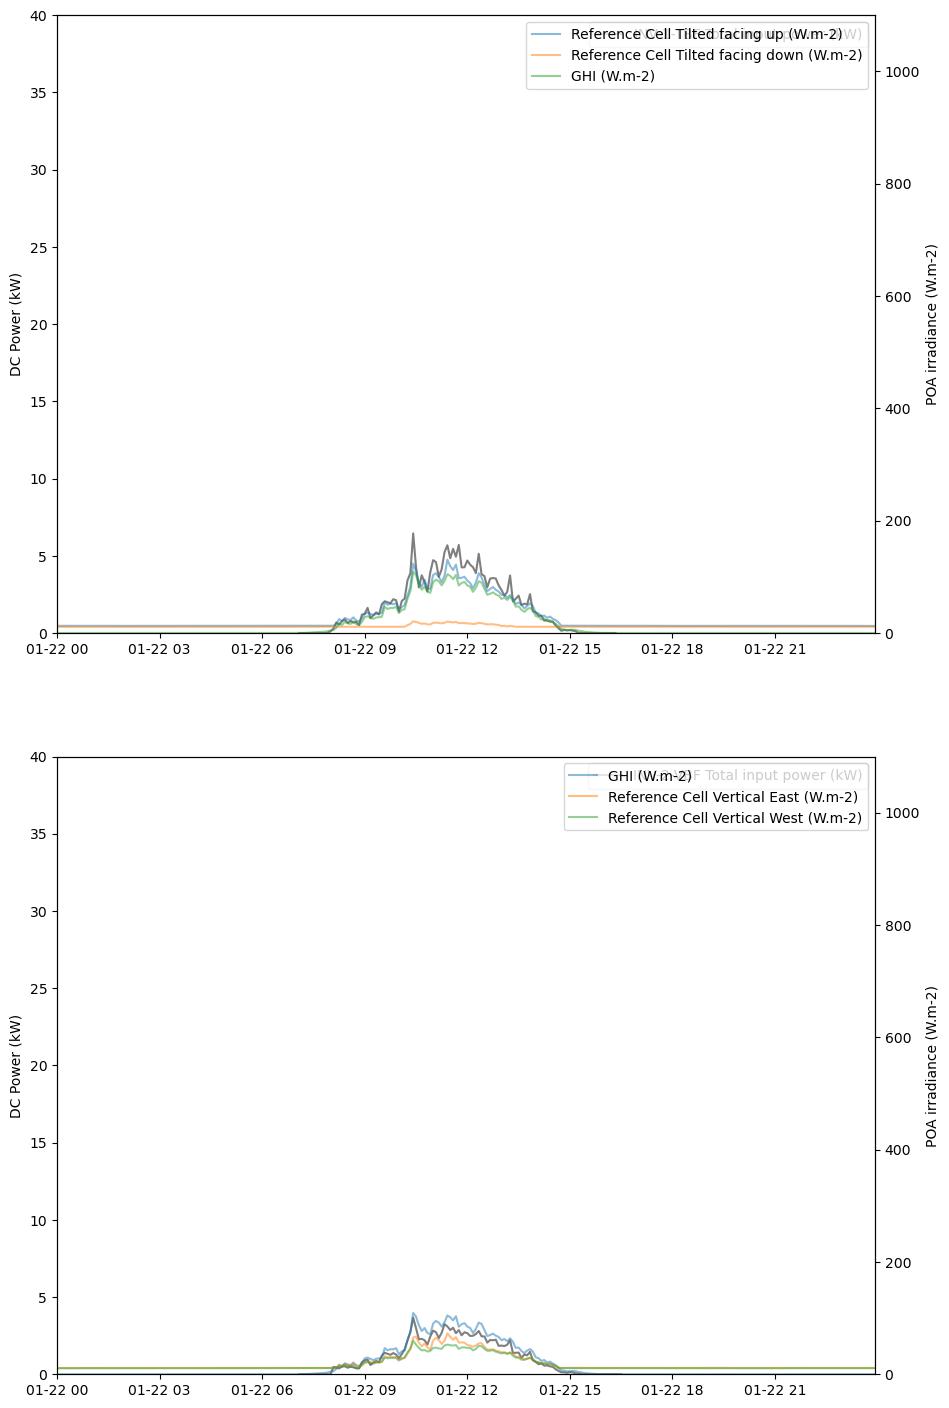 40
35
30
25
20
15
10
5
0
DC Power (kW)
Reference Cell Tilted facing up (W.m-2)
Reference Cell Tilted facing down (W.m-2)
GHI (W.m-2)
1000
800
600
400
200
0
POA irradiance (W.m-2)
01-22 00 01-22 03 01-22 06 01-22 09 01-22 12 01-22 15 01-22 18 01-22 21
40
35
30
25
20
15
10
5
0
DC Power (kW)
Total input power (kW)
GHI (W.m-2)
Reference Cell Vertical East (W.m-2)
Reference Cell Vertical West (W.m-2)
1000
800
600
400
200
0
POA irradiance (W.m-2)
01-22 00 01-22 03 01-22 06 01-22 09 01-22 12 01-22 15 01-22 18 01-22 21